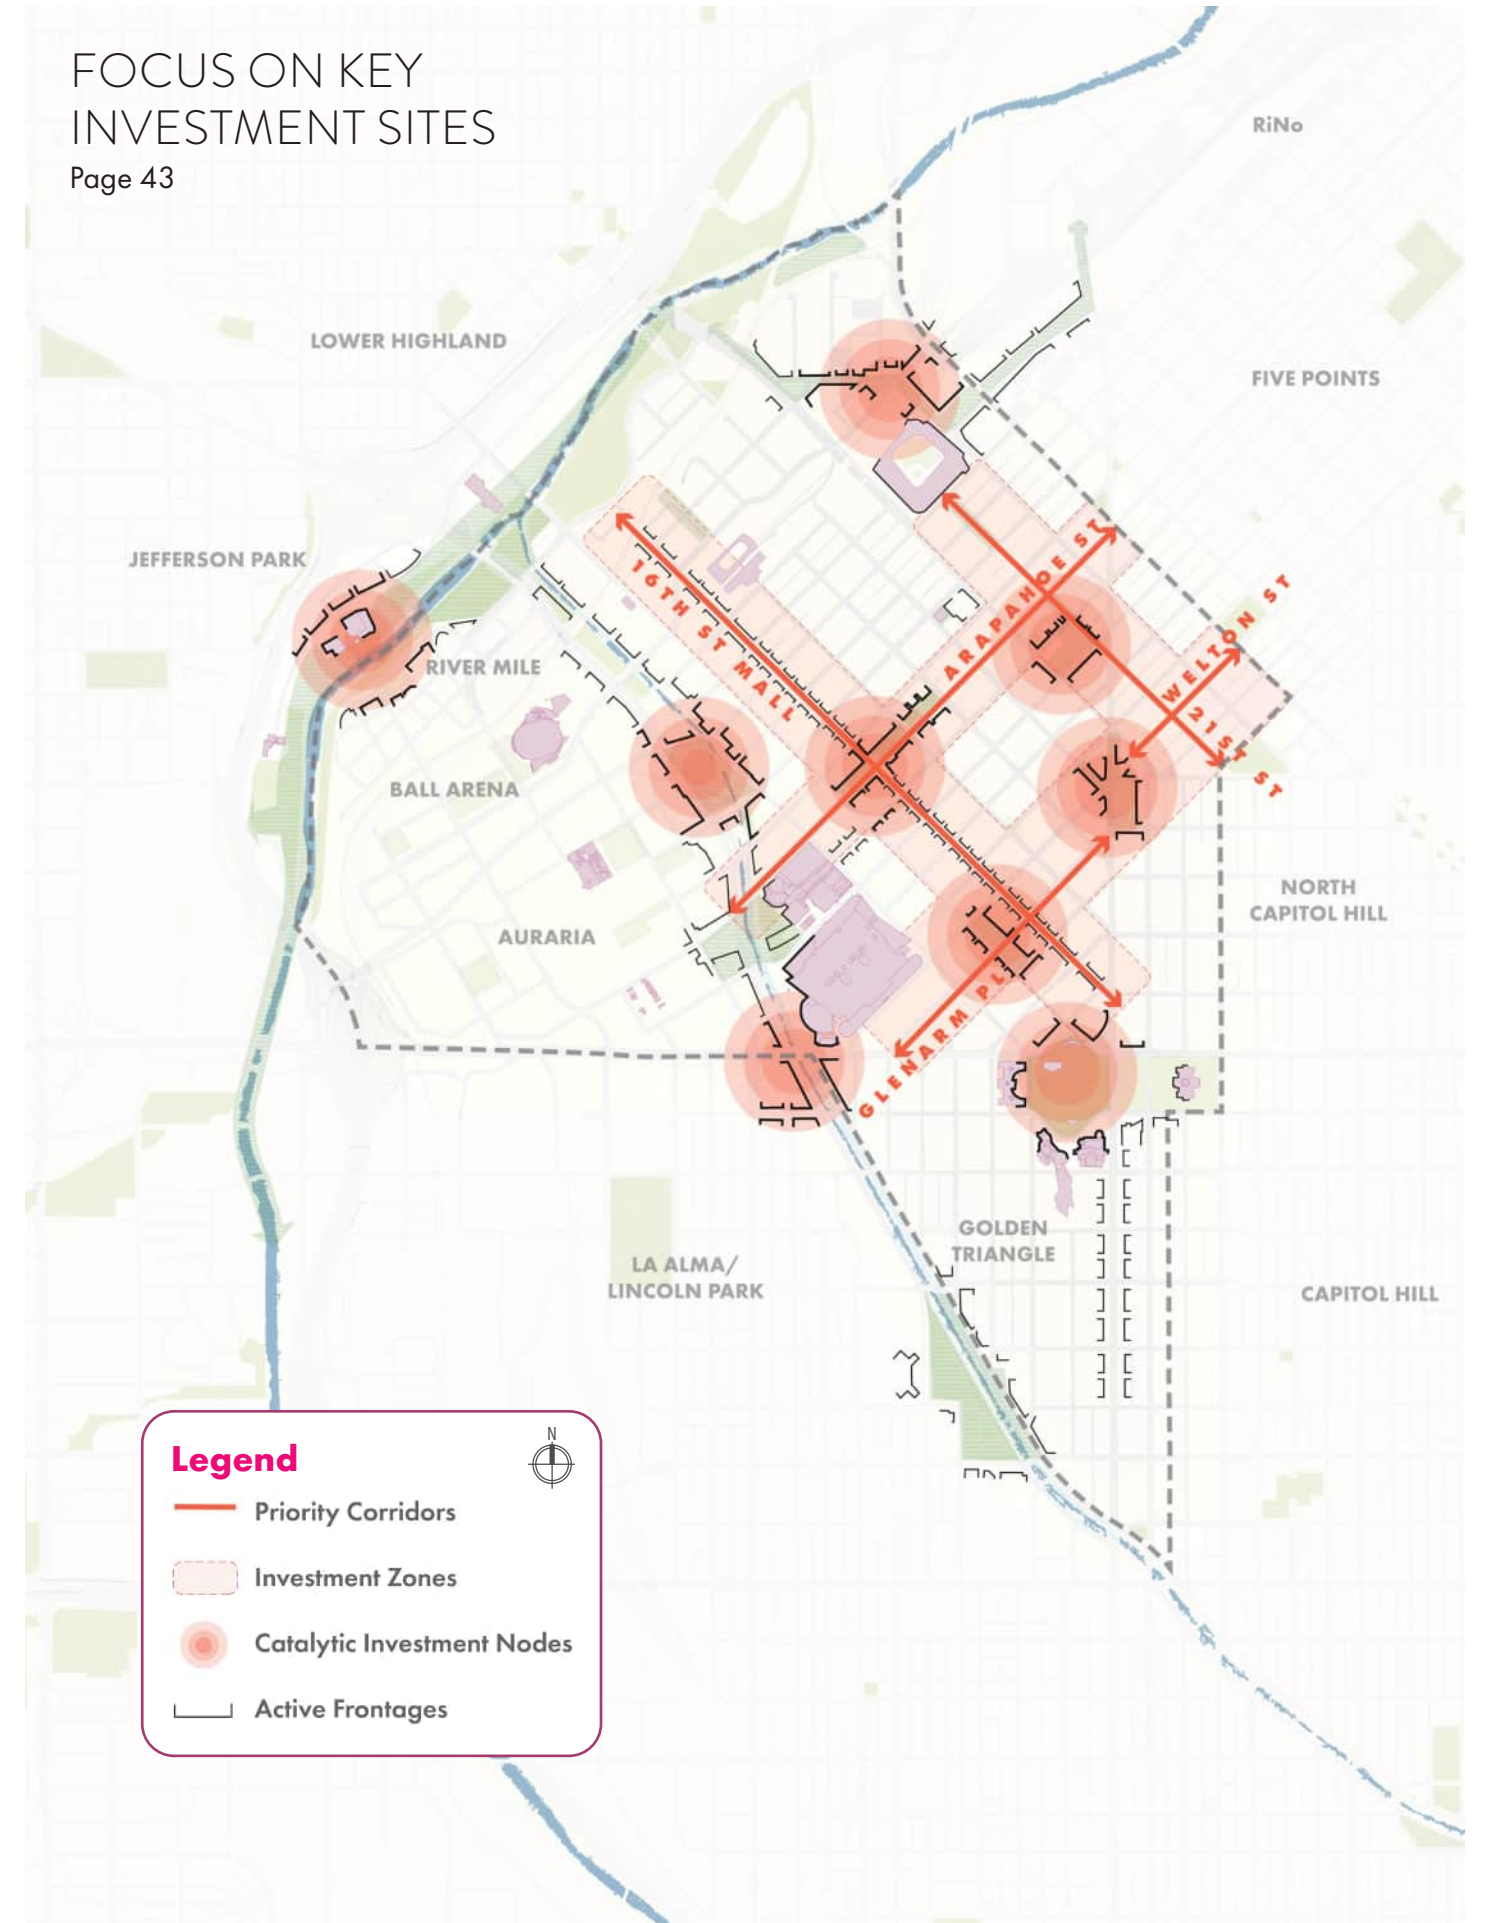 FOCUS ON KEY
INVESTMENT SITES
Page 43
RiNo
LOWER HIGHLAND
FIVE POINTS
JEFFERSON PARK
ARAPAHOE ST
16TH ST MALL
WELTON ST
RIVER MILE
21ST ST
BALL ARENA
NORTH
CAPITOL HILL
AURARIA
GLENARM PL
GOLDEN
TRIANGLE
LA ALMA/
LINCOLN PARK
CAPITOL HILL
Legend
N
Priority Corridors
Investment Zones
Catalytic Investment Nodes
Active Frontages